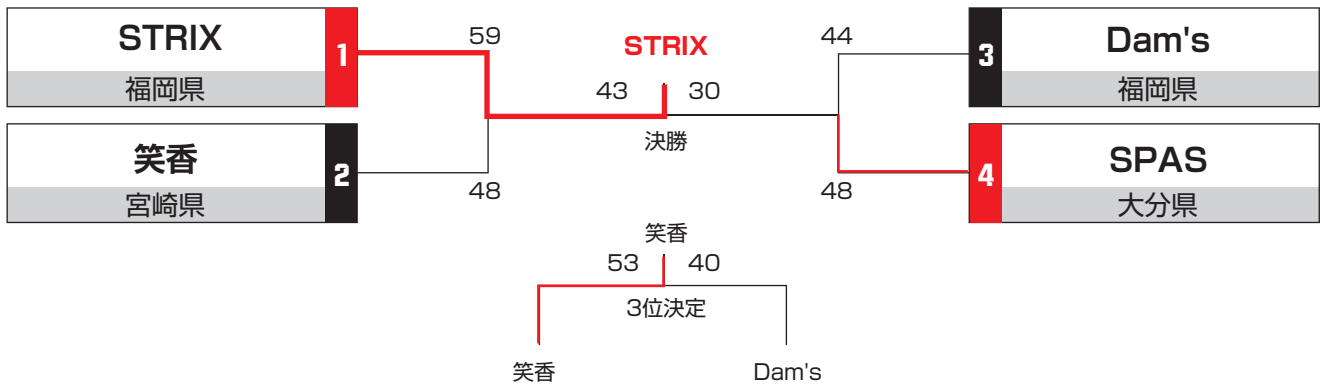 STRIX
1
福岡県
笑香
2
宮崎県
59
48
STRIX
43 30
決勝
44
48
3
Dam's
福岡県
4
SPAS
大分県
笑香
53 40
3位決定
笑香
Dam's